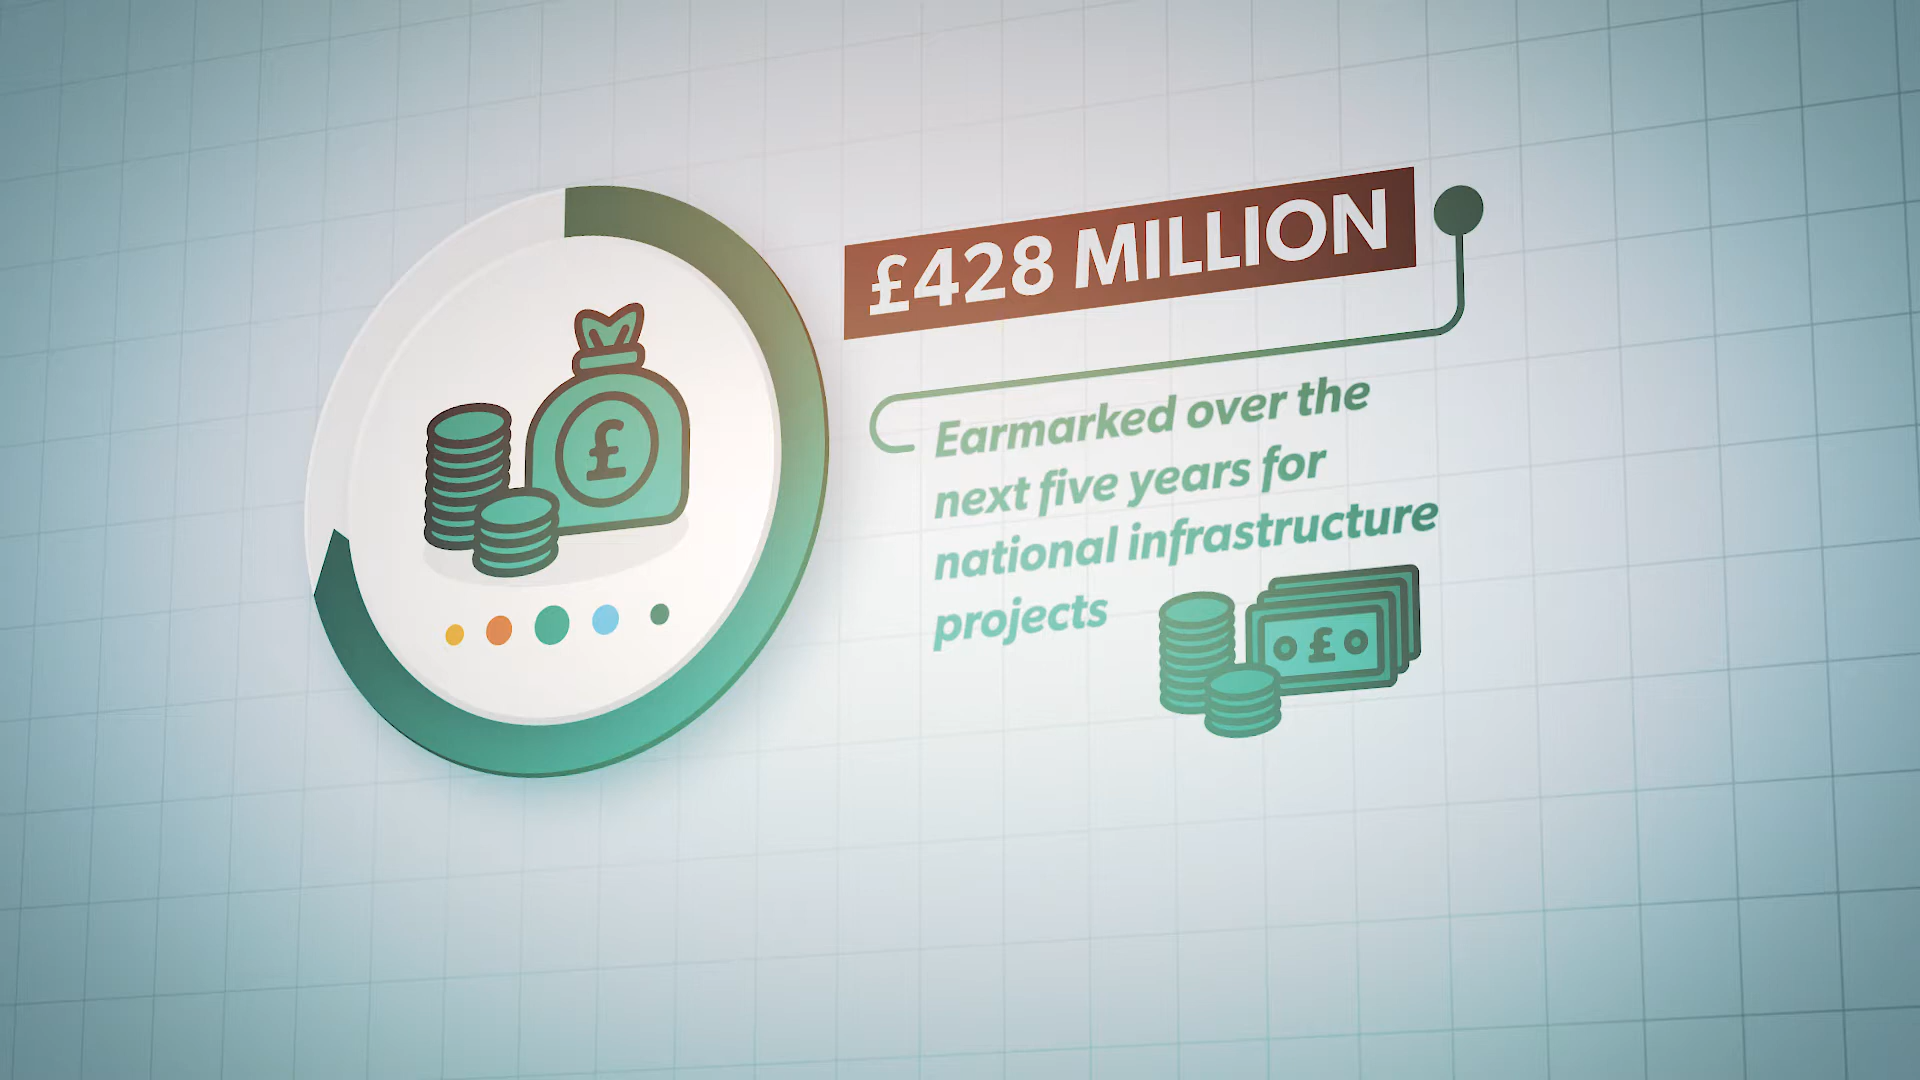 £428 MILLION
Earmarked over the
next five years for
national infrastructure
projects
£
£